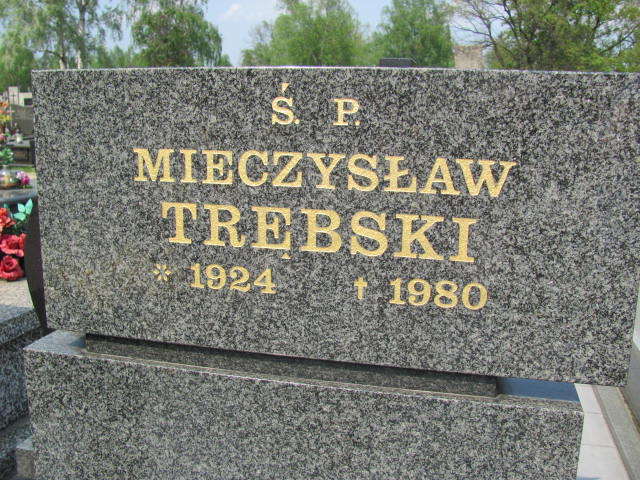 Ś. P.
MIECZYSŁAW
TRĘBSKI
* 1924 † 1980